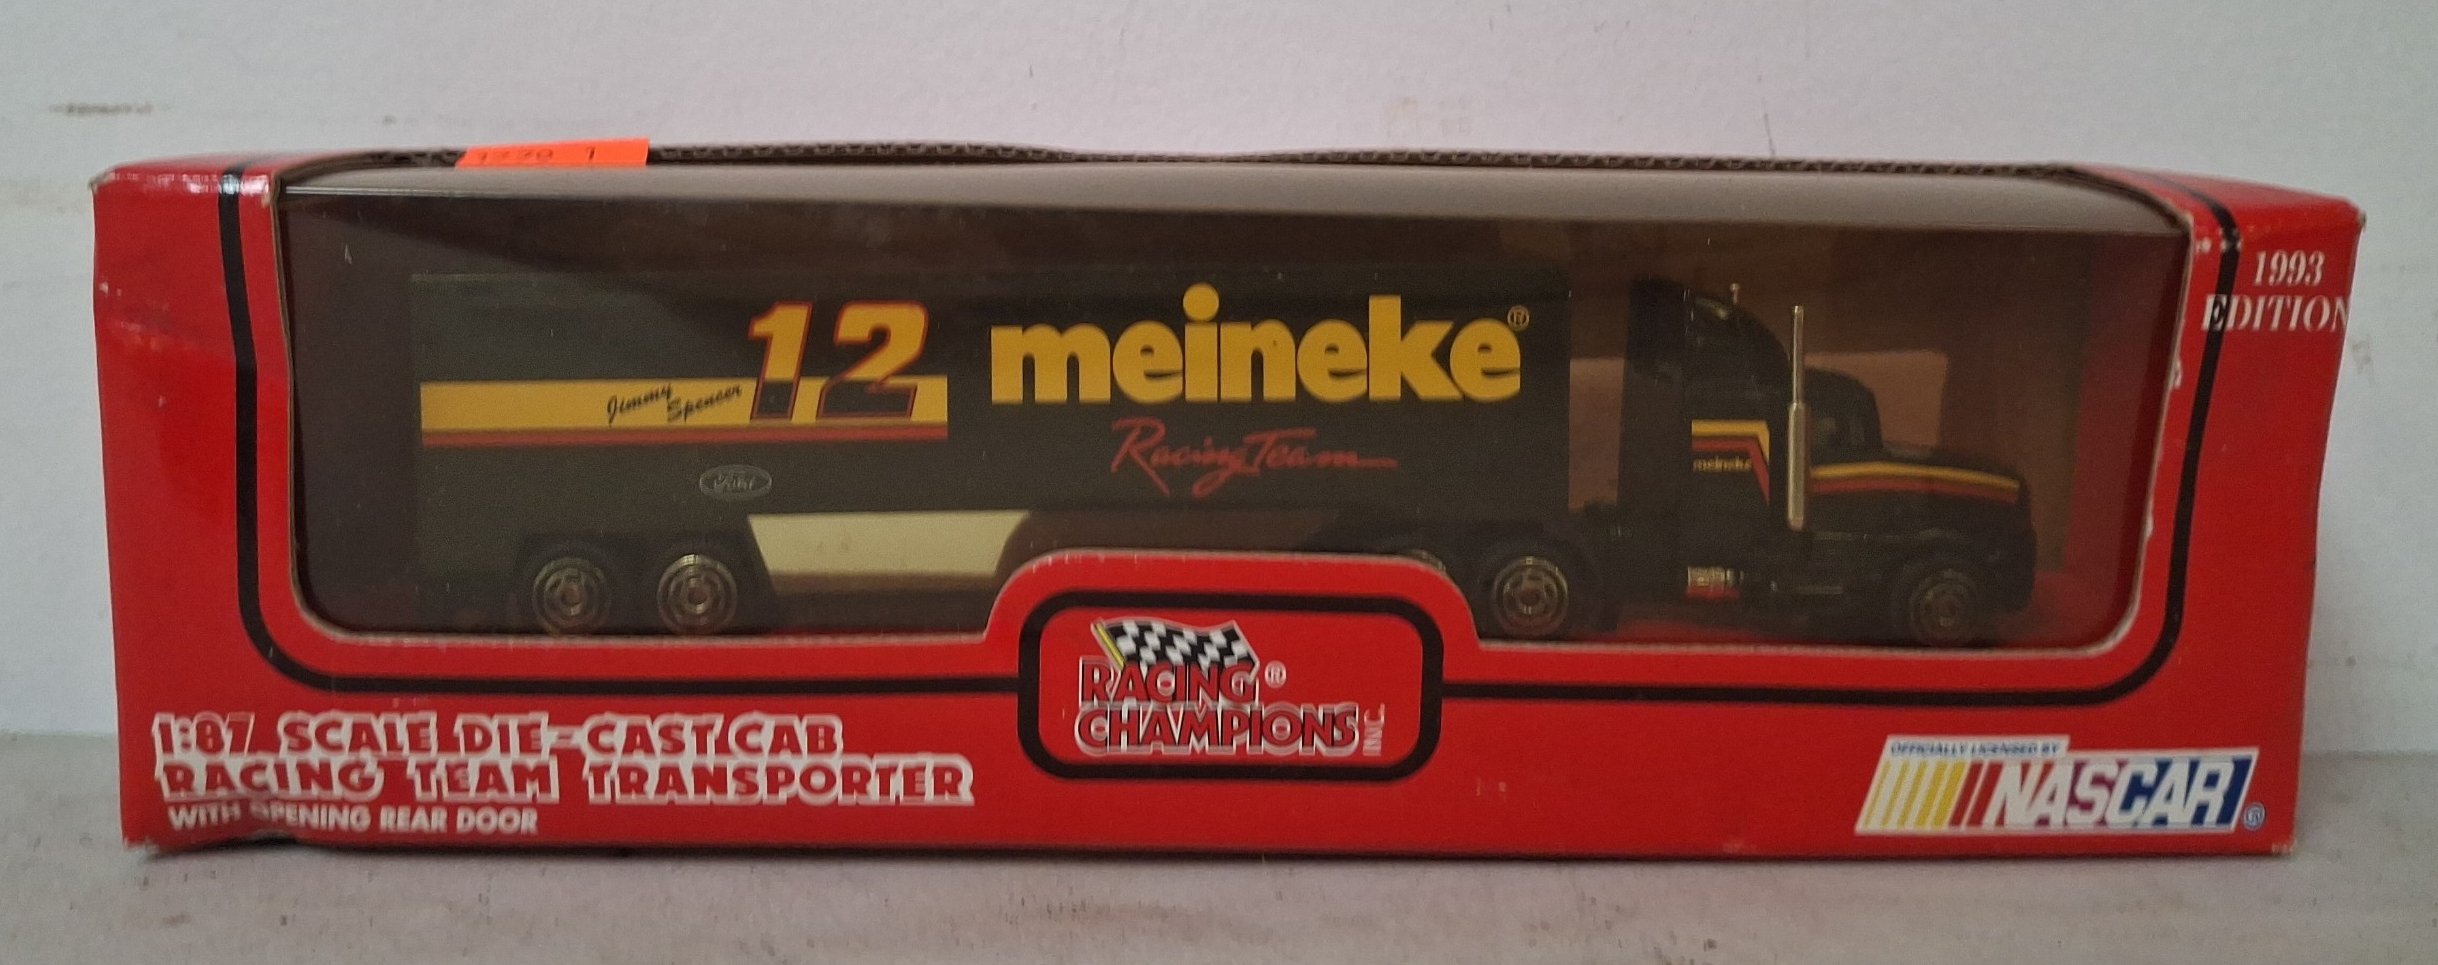 1993
EDITION
12
meineke®
Jimmy
Spencer
Racing Team
Ford
meineke
RACING®
CHAMPIONS INC.
1:87 SCALE DIE-CAST CAB
RACING TEAM TRANSPORTER
WITH OPENING REAR DOOR
OFFICIALLY LICENSED BY
NASCAR®